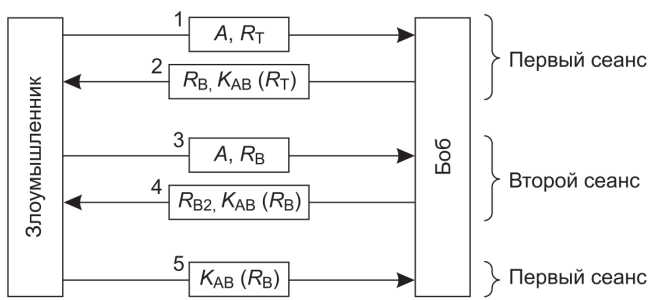 1
A, R_T
Первый сеанс
2
R_B, K_AB (R_T)
Злоумышленник
Боб
3
A, R_B
Второй сеанс
4
R_B2, K_AB (R_B)
5
K_AB (R_B)
Первый сеанс